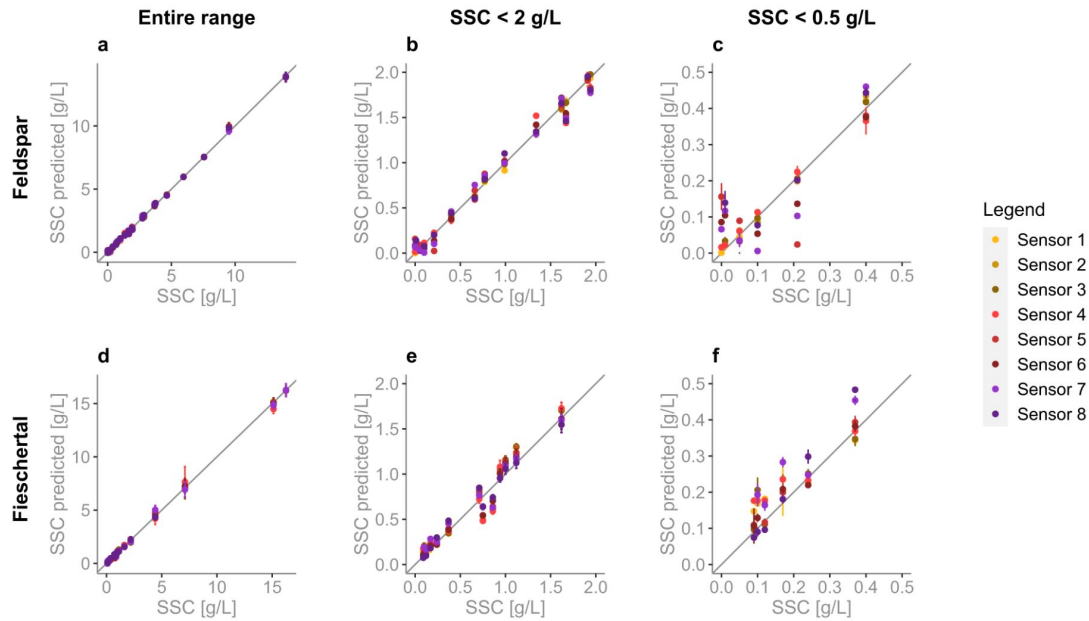 Entire range
SSC < 2 g/L
SSC < 0.5 g/L
Feldspar
a
SSC predicted [g/L]
10
5
0
0
5
10
SSC [g/L]
b
SSC predicted [g/L]
2.0
1.5
1.0
0.5
0.0
0.0
0.5
1.0
1.5
2.0
SSC [g/L]
c
SSC predicted [g/L]
0.5
0.4
0.3
0.2
0.1
0.0
0.0
0.1
0.2
0.3
0.4
0.5
SSC [g/L]
Fieschertal
d
SSC predicted [g/L]
15
10
5
0
0
5
10
15
SSC [g/L]
e
SSC predicted [g/L]
2.0
1.5
1.0
0.5
0.0
0.0
0.5
1.0
1.5
2.0
SSC [g/L]
f
SSC predicted [g/L]
0.5
0.4
0.3
0.2
0.1
0.0
0.0
0.1
0.2
0.3
0.4
0.5
SSC [g/L]
Legend
Sensor 1
Sensor 2
Sensor 3
Sensor 4
Sensor 5
Sensor 6
Sensor 7
Sensor 8